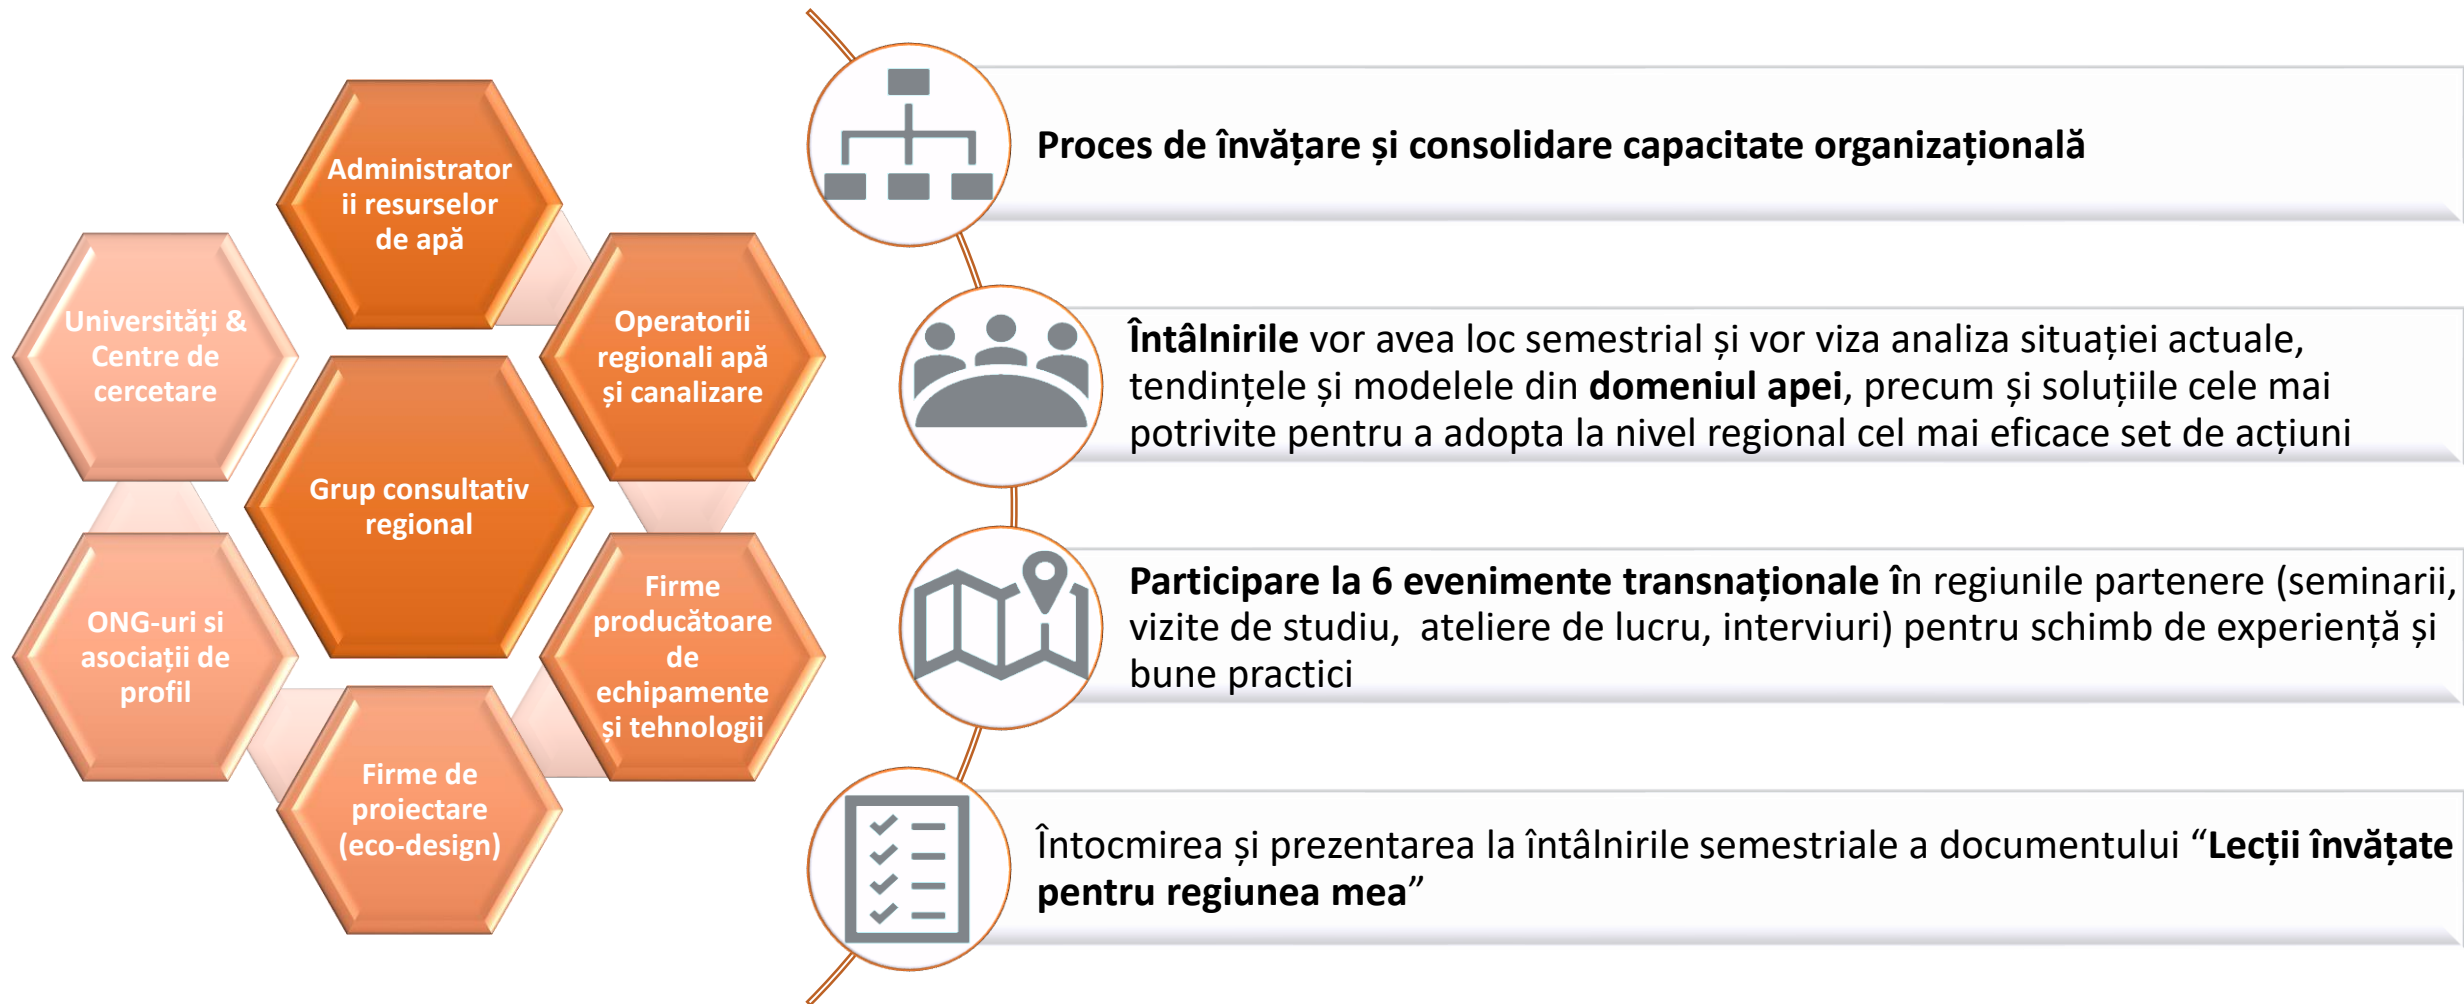 Administrator
ii resurselor
de apă
Operatorii
regionali apă
și canalizare
Firme
producătoare
de
echipamente
și tehnologii
Firme de
proiectare
(eco-design)
ONG-uri si
asociații de
profil
Universități &
Centre de
cercetare
Grup consultativ
regional
Proces de învățare și consolidare capacitate organizațională
Întâlnirile vor avea loc semestrial și vor viza analiza situației actuale,
tendințele și modelele din domeniul apei, precum și soluțiile cele mai
potrivite pentru a adopta la nivel regional cel mai eficace set de acțiuni
Participare la 6 evenimente transnaționale în regiunile partenere (seminarii,
vizite de studiu, ateliere de lucru, interviuri) pentru schimb de experiență și
bune practici
Întocmirea și prezentarea la întâlnirile semestriale a documentului “Lecții învățate
pentru regiunea mea”